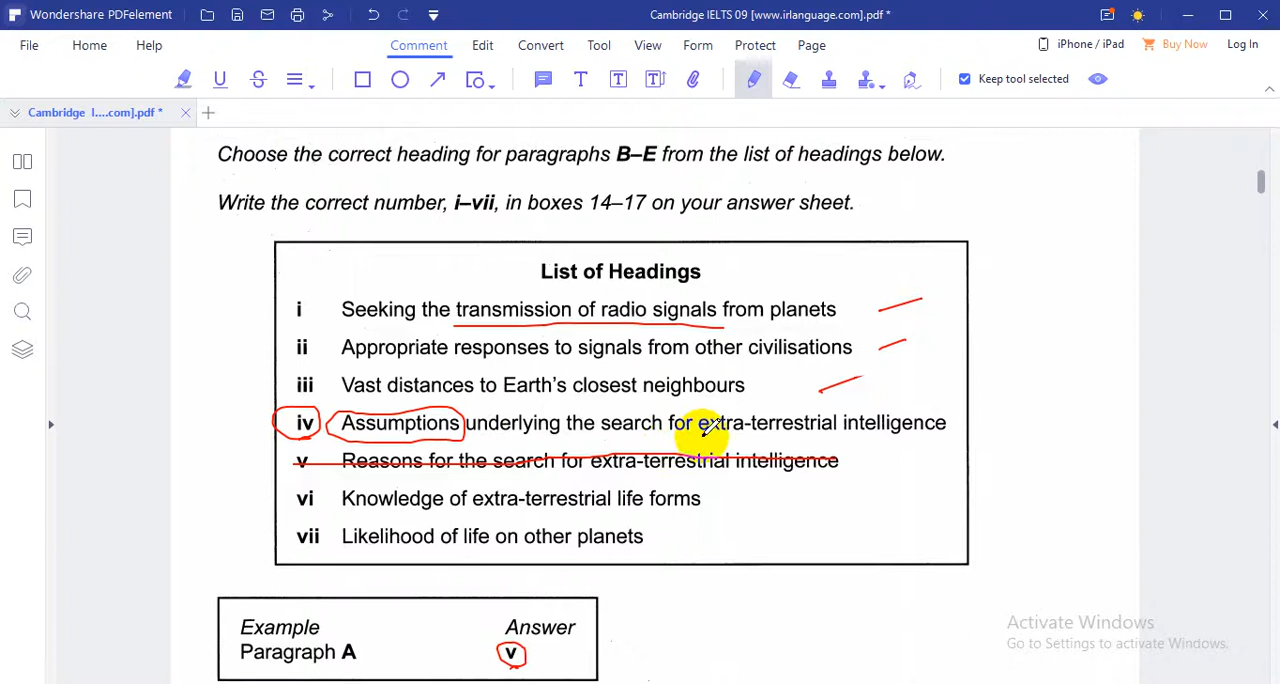 Wondershare PDFelement
Cambridge IELTS 09 [www.irlanguage.com].pdf *
File Home Help Comment Edit Convert Tool View Form Protect Page iPhone / iPad Buy Now Log In
Keep tool selected
Cambridge I....com].pdf *
Choose the correct heading for paragraphs B–E from the list of headings below.
Write the correct number, i–vii, in boxes 14–17 on your answer sheet.
List of Headings
i Seeking the transmission of radio signals from planets
ii Appropriate responses to signals from other civilisations
iii Vast distances to Earth's closest neighbours
iv Assumptions underlying the search for extra-terrestrial intelligence
v Reasons for the search for extra-terrestrial intelligence
vi Knowledge of extra-terrestrial life forms
vii Likelihood of life on other planets
Example Answer
Paragraph A v
Activate Windows
Go to Settings to activate Windows.